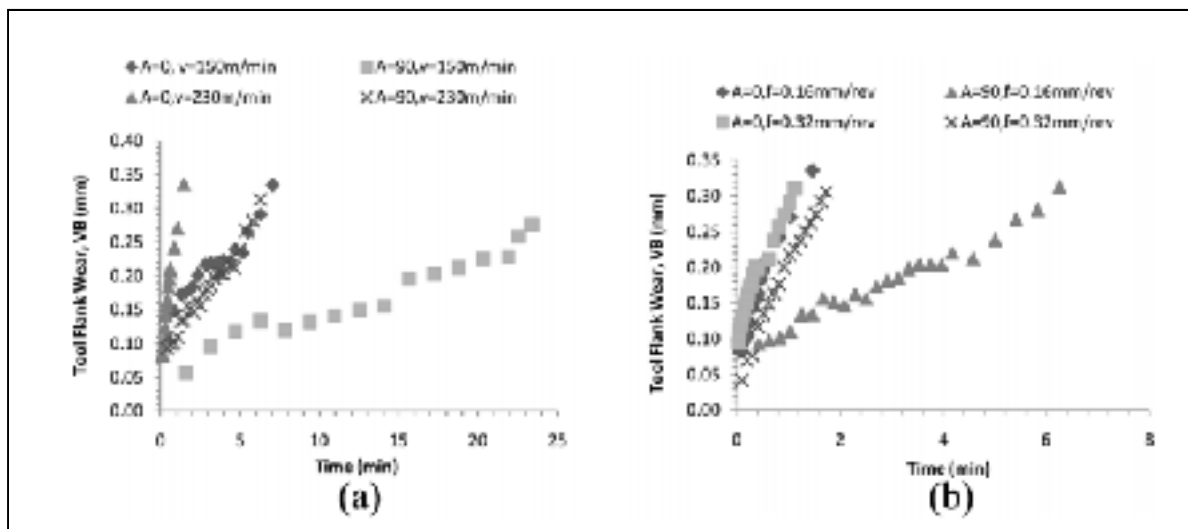 A=0, v=150m/min
A=90,v=150m/min
A=0,v=230m/min
A=90,v=230m/min
0.40
0.35
0.30
0.25
0.20
0.15
0.10
0.05
0.00
Tool Flank Wear, VB (mm)
0 5 10 15 20 25
Time (min)
(a)
A=0,f=0.16mm/rev
A=90,f=0.16mm/rev
A=0,f=0.32mm/rev
A=90,f=0.32mm/rev
0.35
0.30
0.25
0.20
0.15
0.10
0.05
0.00
Tool Flank Wear, VB (mm)
0 2 4 6 8
Time (min)
(b)